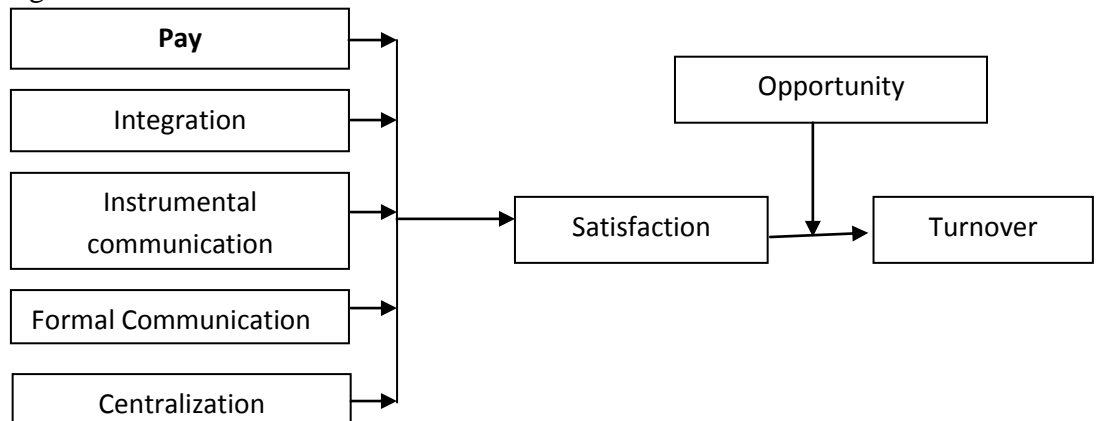 Pay
Opportunity
Integration
Instrumental
communication
Satisfaction
Turnover
Formal Communication
Centralization